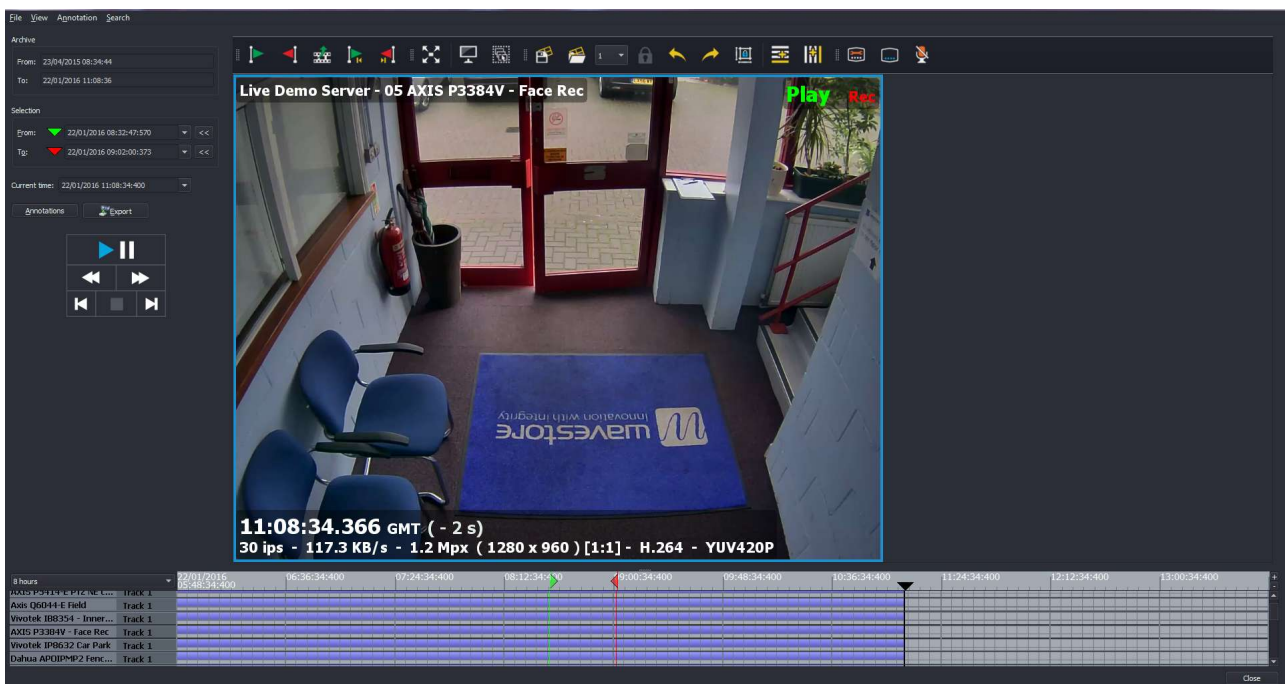 File View Annotation Search
Archive
From: 23/04/2015 08:34:44
To: 22/01/2016 11:08:36
Selection
From: 22/01/2016 08:32:47:570 <<
To: 22/01/2016 09:02:00:373 <<
Current time: 22/01/2016 11:08:34:400
Annotations Export
1
Live Demo Server - 05 AXIS P3384V - Face Rec
Play Rec
wavestore
innovation with integrity
11:08:34.366 GMT ( - 2 s)
30 ips - 117.3 KB/s - 1.2 Mpx ( 1280 x 960 ) [1:1] - H.264 - YUV420P
8 hours
22/01/2016
05:48:34:400 06:36:34:400 07:24:34:400 08:12:34:400 09:00:34:400 09:48:34:400 10:36:34:400 11:24:34:400 12:12:34:400 13:00:34:400
AXIS P5414-E PTZ NE C... Track 1
Axis Q6044-E Field Track 1
Vivotek IB8354 - Inner... Track 1
AXIS P3384V - Face Rec Track 1
Vivotek IP8632 Car Park Track 1
Dahua APOIPMP2 Fenc... Track 1
Close